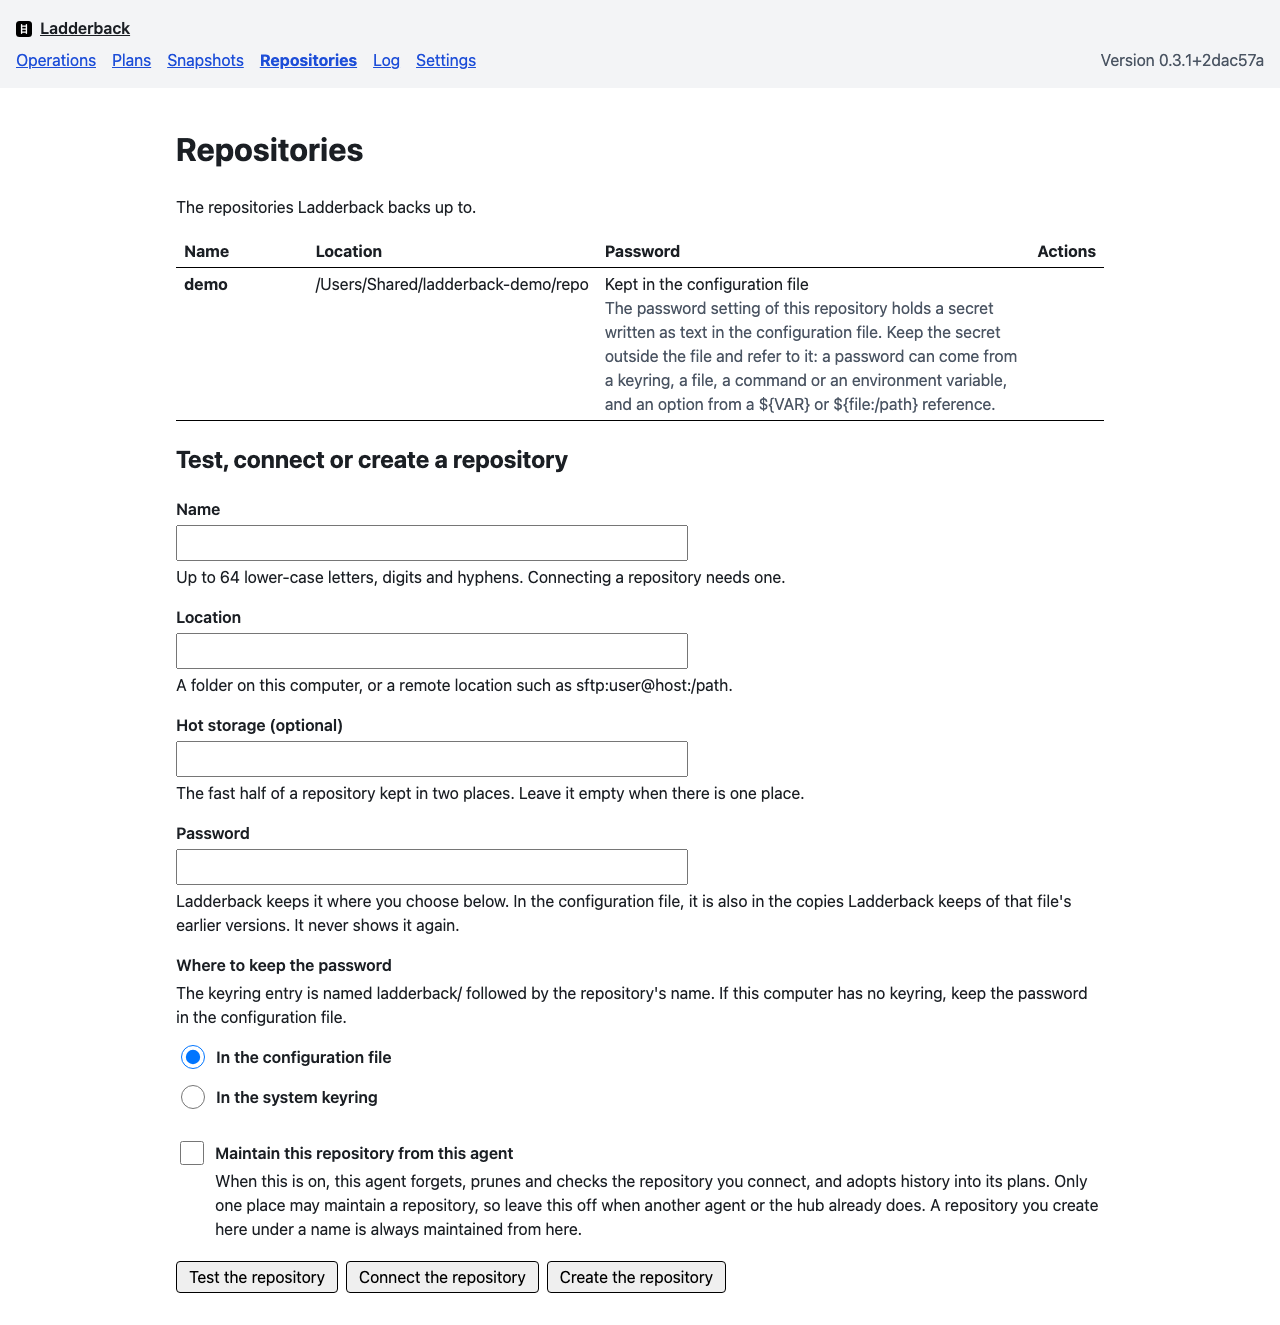 Ladderback
Operations Plans Snapshots Repositories Log Settings Version 0.3.1+2dac57a
Repositories
The repositories Ladderback backs up to.
Name Location Password Actions
demo /Users/Shared/ladderback-demo/repo Kept in the configuration file
The password setting of this repository holds a secret
written as text in the configuration file. Keep the secret
outside the file and refer to it: a password can come from
a keyring, a file, a command or an environment variable,
and an option from a ${VAR} or ${file:/path} reference.
Test, connect or create a repository
Name
Up to 64 lower-case letters, digits and hyphens. Connecting a repository needs one.
Location
A folder on this computer, or a remote location such as sftp:user@host:/path.
Hot storage (optional)
The fast half of a repository kept in two places. Leave it empty when there is one place.
Password
Ladderback keeps it where you choose below. In the configuration file, it is also in the copies Ladderback keeps of that file's
earlier versions. It never shows it again.
Where to keep the password
The keyring entry is named ladderback/ followed by the repository's name. If this computer has no keyring, keep the password
in the configuration file.
In the configuration file
In the system keyring
Maintain this repository from this agent
When this is on, this agent forgets, prunes and checks the repository you connect, and adopts history into its plans. Only
one place may maintain a repository, so leave this off when another agent or the hub already does. A repository you create
here under a name is always maintained from here.
Test the repository Connect the repository Create the repository